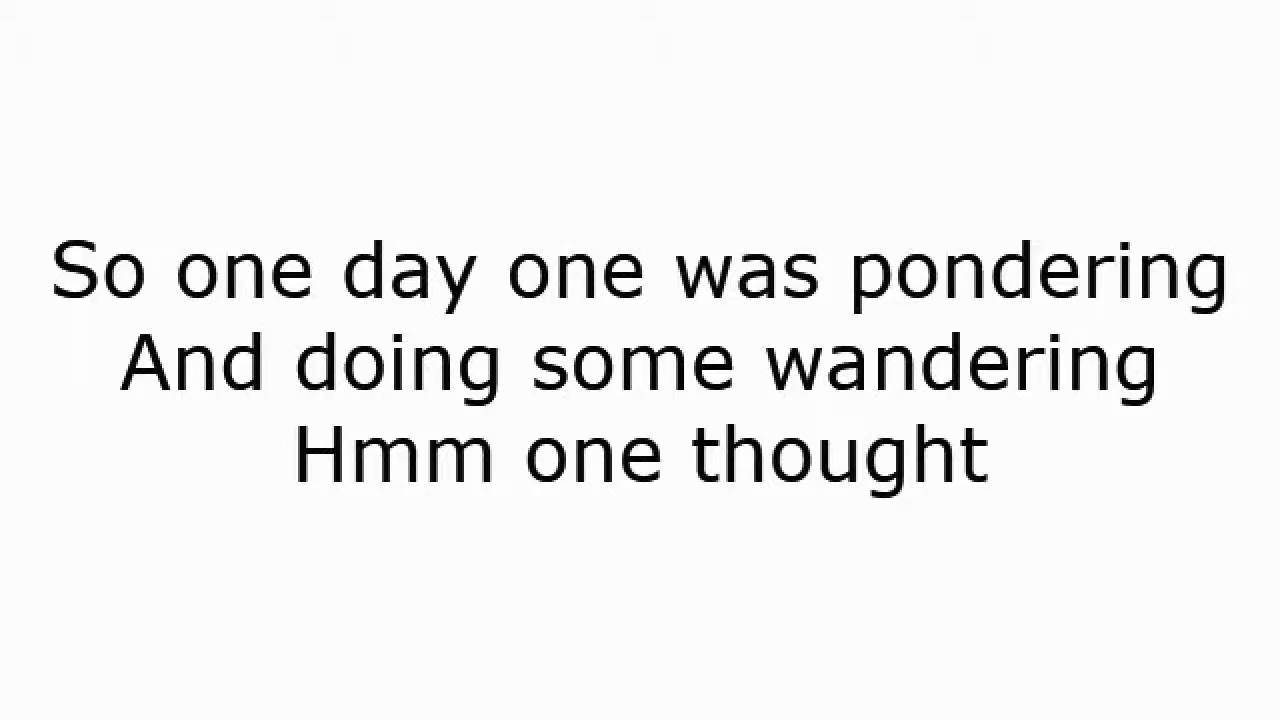 So one day one was pondering
And doing some wandering
Hmm one thought